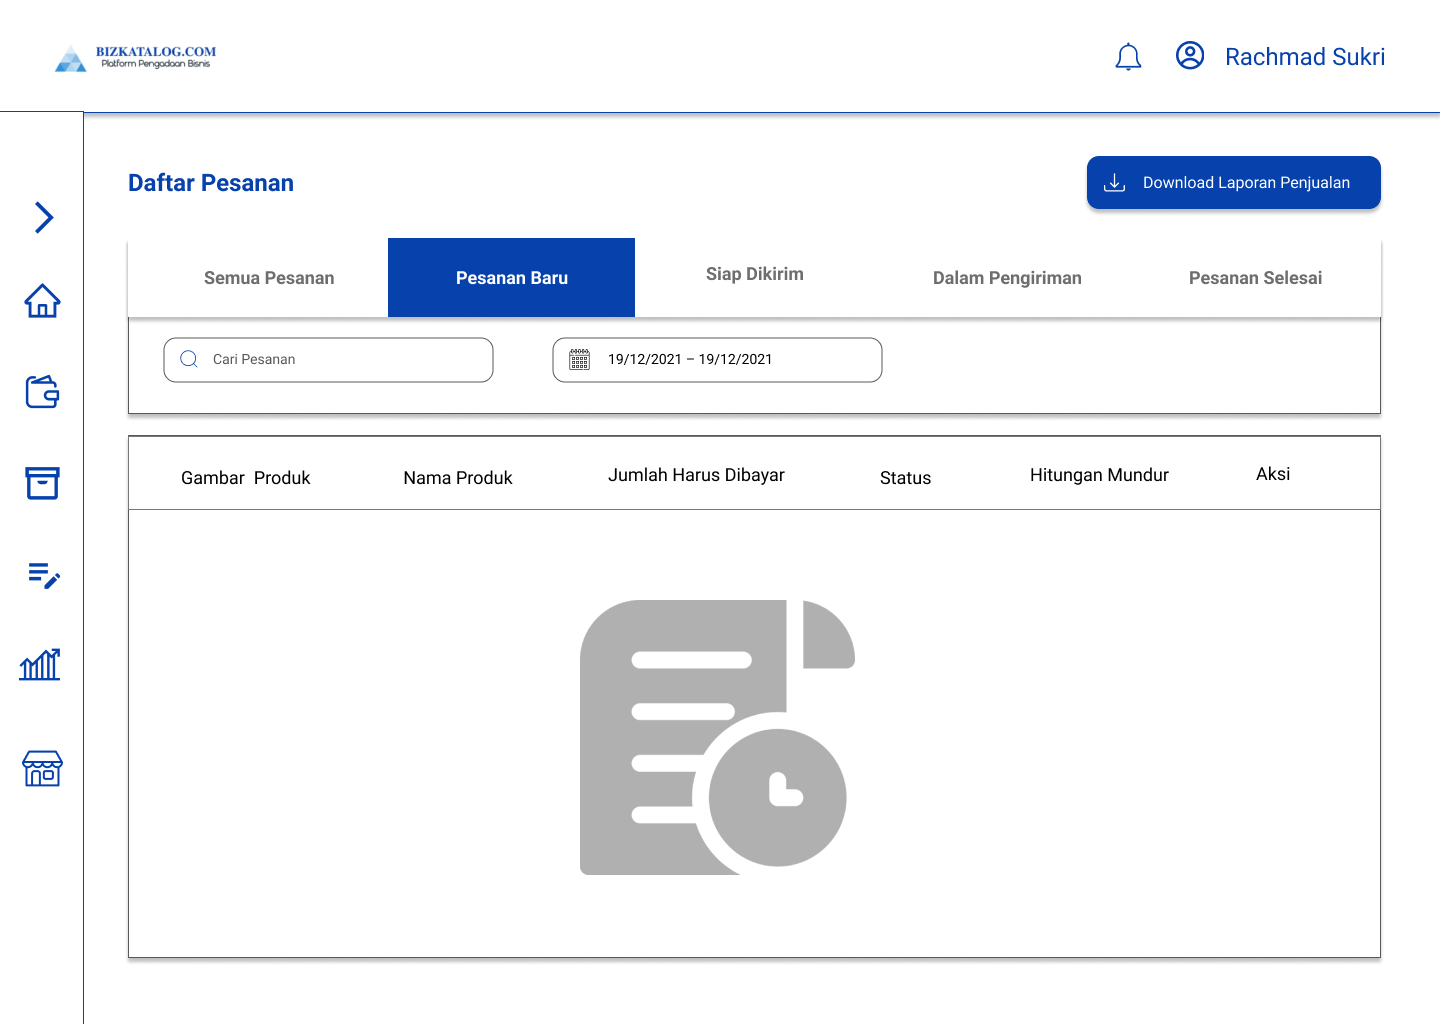 BIZKATALOG.COM
Platform Pengadaan Bisnis
Rachmad Sukri
Daftar Pesanan
Download Laporan Penjualan
Semua Pesanan
Pesanan Baru
Siap Dikirim
Dalam Pengiriman
Pesanan Selesai
Cari Pesanan
19/12/2021 – 19/12/2021
Gambar Produk
Nama Produk
Jumlah Harus Dibayar
Status
Hitungan Mundur
Aksi